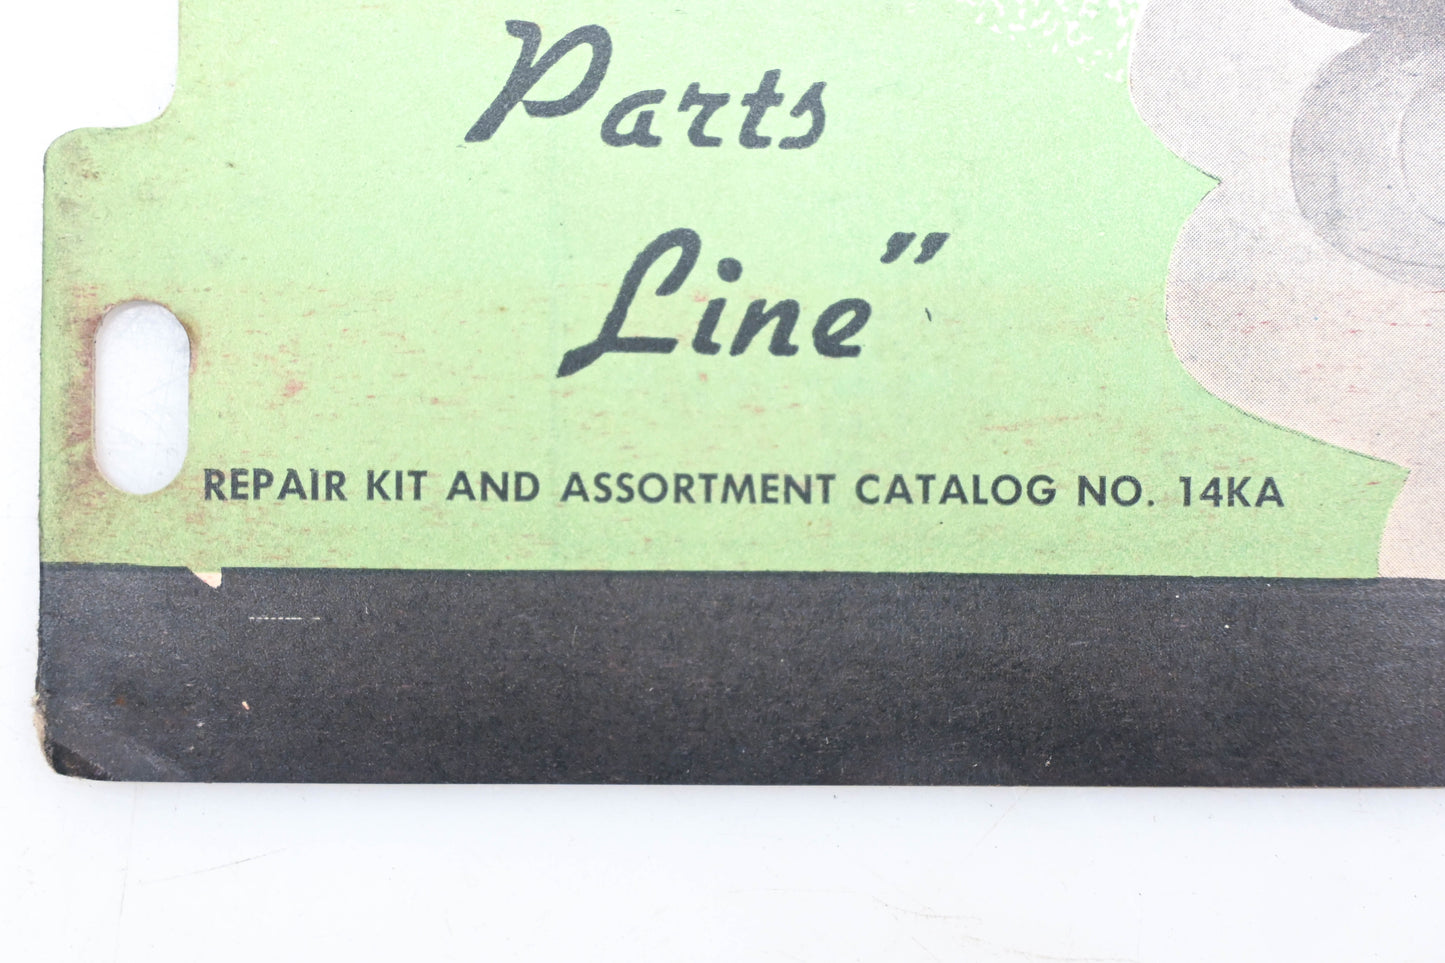 Parts
Line”
REPAIR KIT AND ASSORTMENT CATALOG NO. 14KA